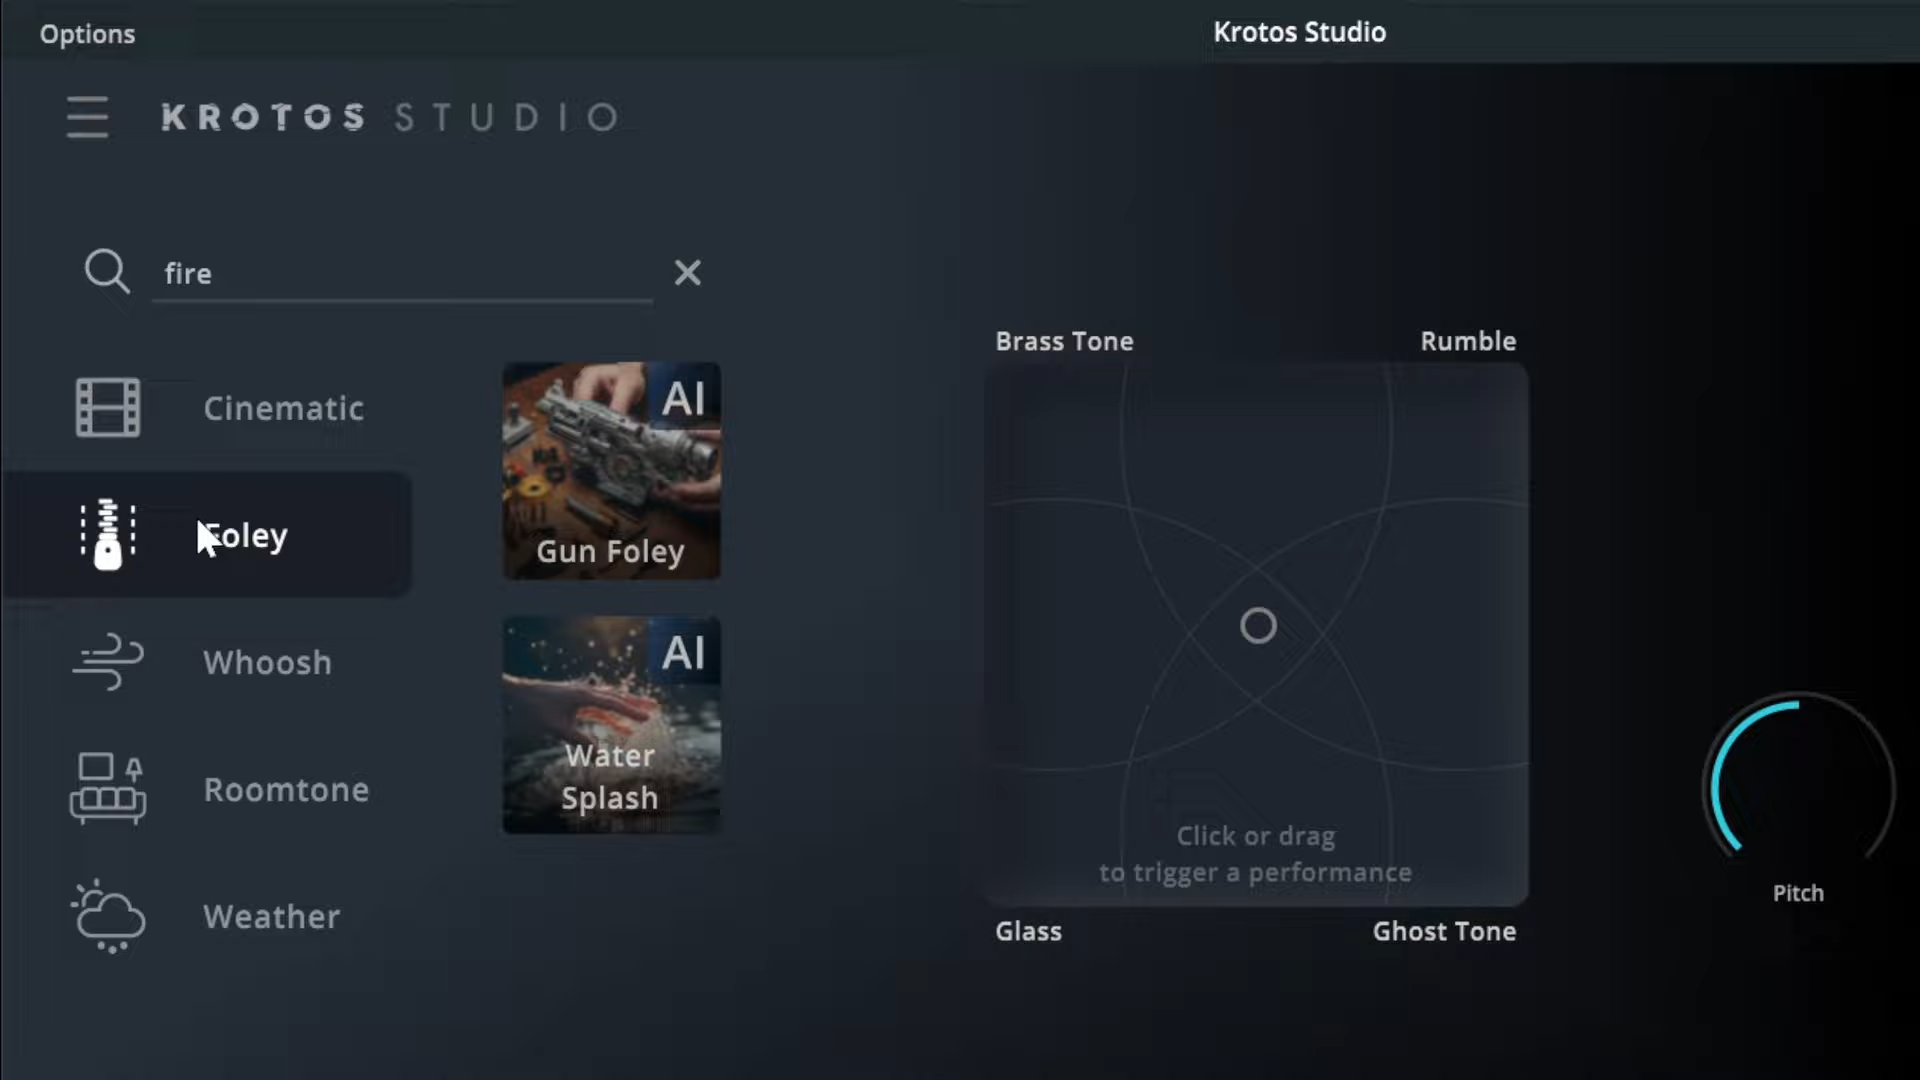 Options
Krotos Studio
KROTOS STUDIO
fire
Cinematic
Foley
Whoosh
Roomtone
Weather
AI
Gun Foley
AI
Water
Splash
Brass Tone
Rumble
Click or drag
to trigger a performance
Glass
Ghost Tone
Pitch